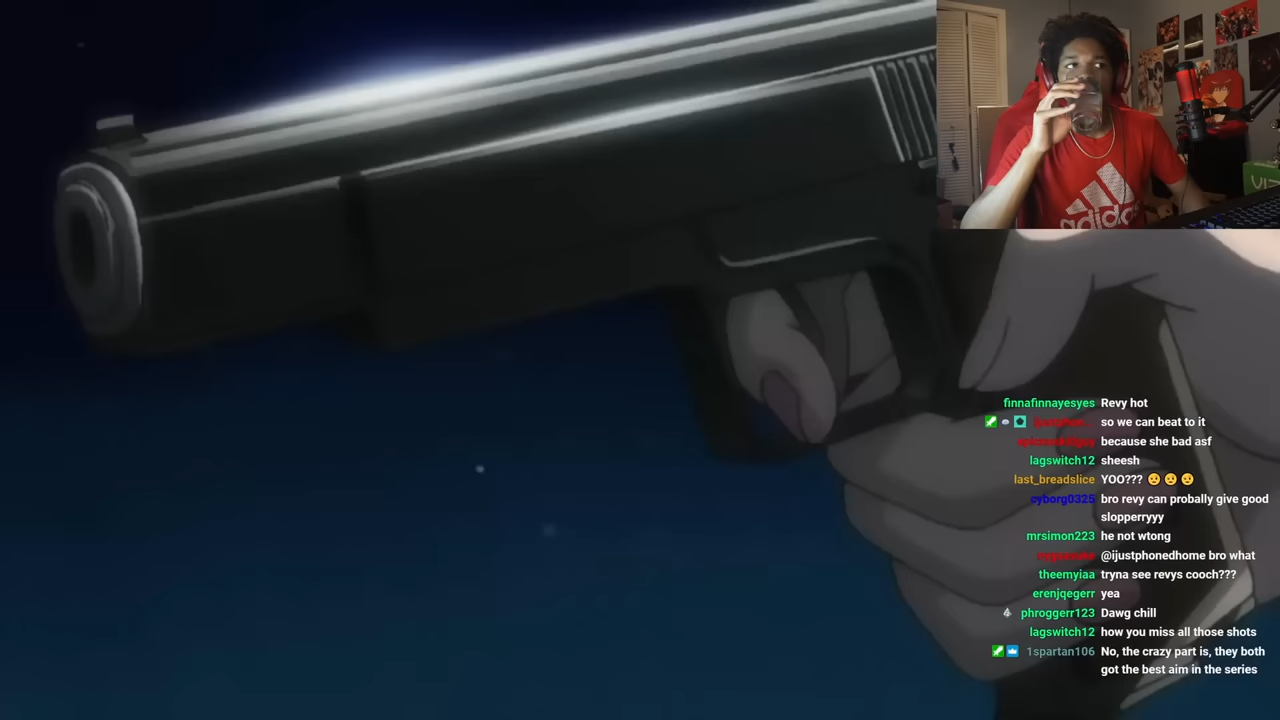 adidas
VIZ
finnafinnayesyes Revy hot
so we can beat to it
because she bad asf
lagswitch12 sheesh
last_breadslice YOO??? 😟 😟 😟
cyborg0325 bro revy can probally give good
slopperryyy
mrsimon223 he not wtong
@ijustphonedhome bro what
theemyiaa tryna see revys cooch???
erenjqegerr yea
phroggerr123 Dawg chill
lagswitch12 how you miss all those shots
1spartan106 No, the crazy part is, they both
got the best aim in the series